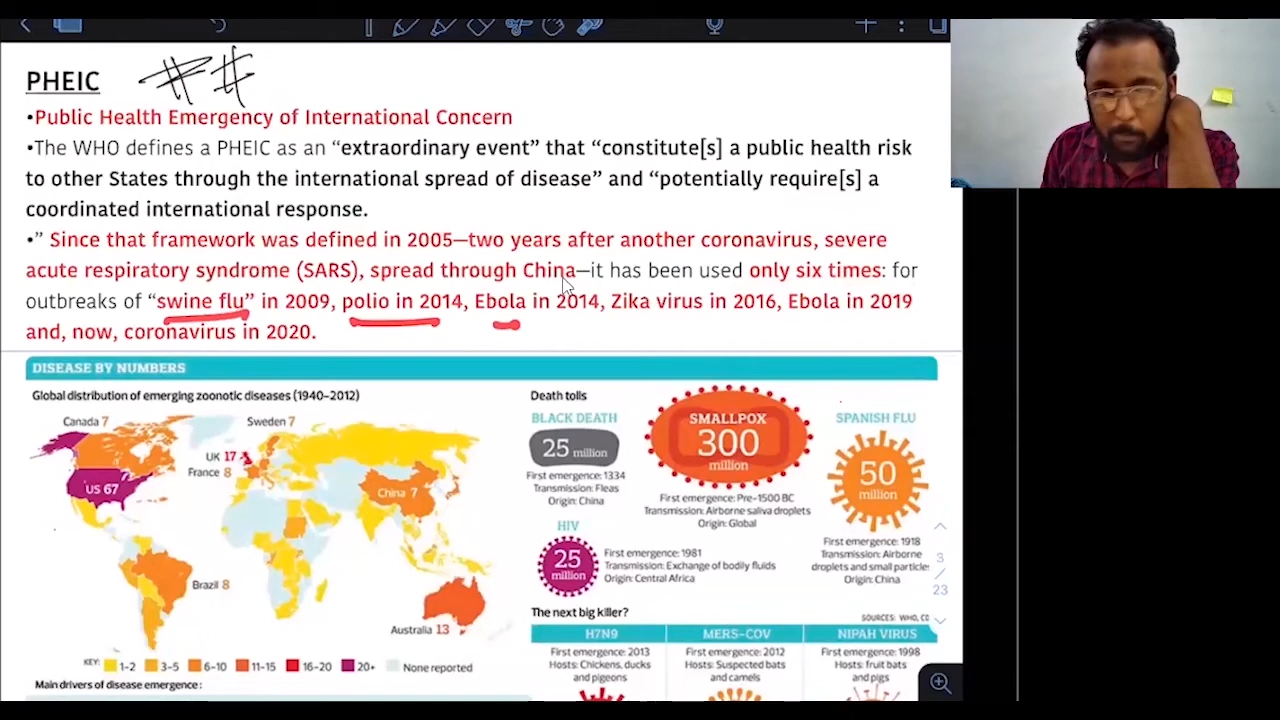 PHEIC
•Public Health Emergency of International Concern
•The WHO defines a PHEIC as an “extraordinary event” that “constitute[s] a public health risk
to other States through the international spread of disease” and “potentially require[s] a
coordinated international response.
•” Since that framework was defined in 2005—two years after another coronavirus, severe
acute respiratory syndrome (SARS), spread through China—it has been used only six times: for
outbreaks of “swine flu” in 2009, polio in 2014, Ebola in 2014, Zika virus in 2016, Ebola in 2019
and, now, coronavirus in 2020.
DISEASE BY NUMBERS
Global distribution of emerging zoonotic diseases (1940–2012)
Canada 7
Sweden 7
UK 17
France 8
US 67
China 7
Brazil 8
Australia 13
KEY: 1-2 3-5 6-10 11-15 16-20 20+ None reported
Main drivers of disease emergence:
Death tolls
BLACK DEATH
25 million
First emergence: 1334
Transmission: Fleas
Origin: China
SMALLPOX
300
million
First emergence: Pre-1500 BC
Transmission: Airborne saliva droplets
Origin: Global
SPANISH FLU
50
million
First emergence: 1918
Transmission: Airborne
droplets and small particle
Origin: China
HIV
25
million
First emergence: 1981
Transmission: Exchange of bodily fluids
Origin: Central Africa
The next big killer?
SOURCES: WHO, CD
H7N9
First emergence: 2013
Hosts: Chickens, ducks
and pigeons
MERS-COV
First emergence: 2012
Hosts: Suspected bats
and camels
NIPAH VIRUS
First emergence: 1998
Hosts: fruit bats
and pigs
3
/
23